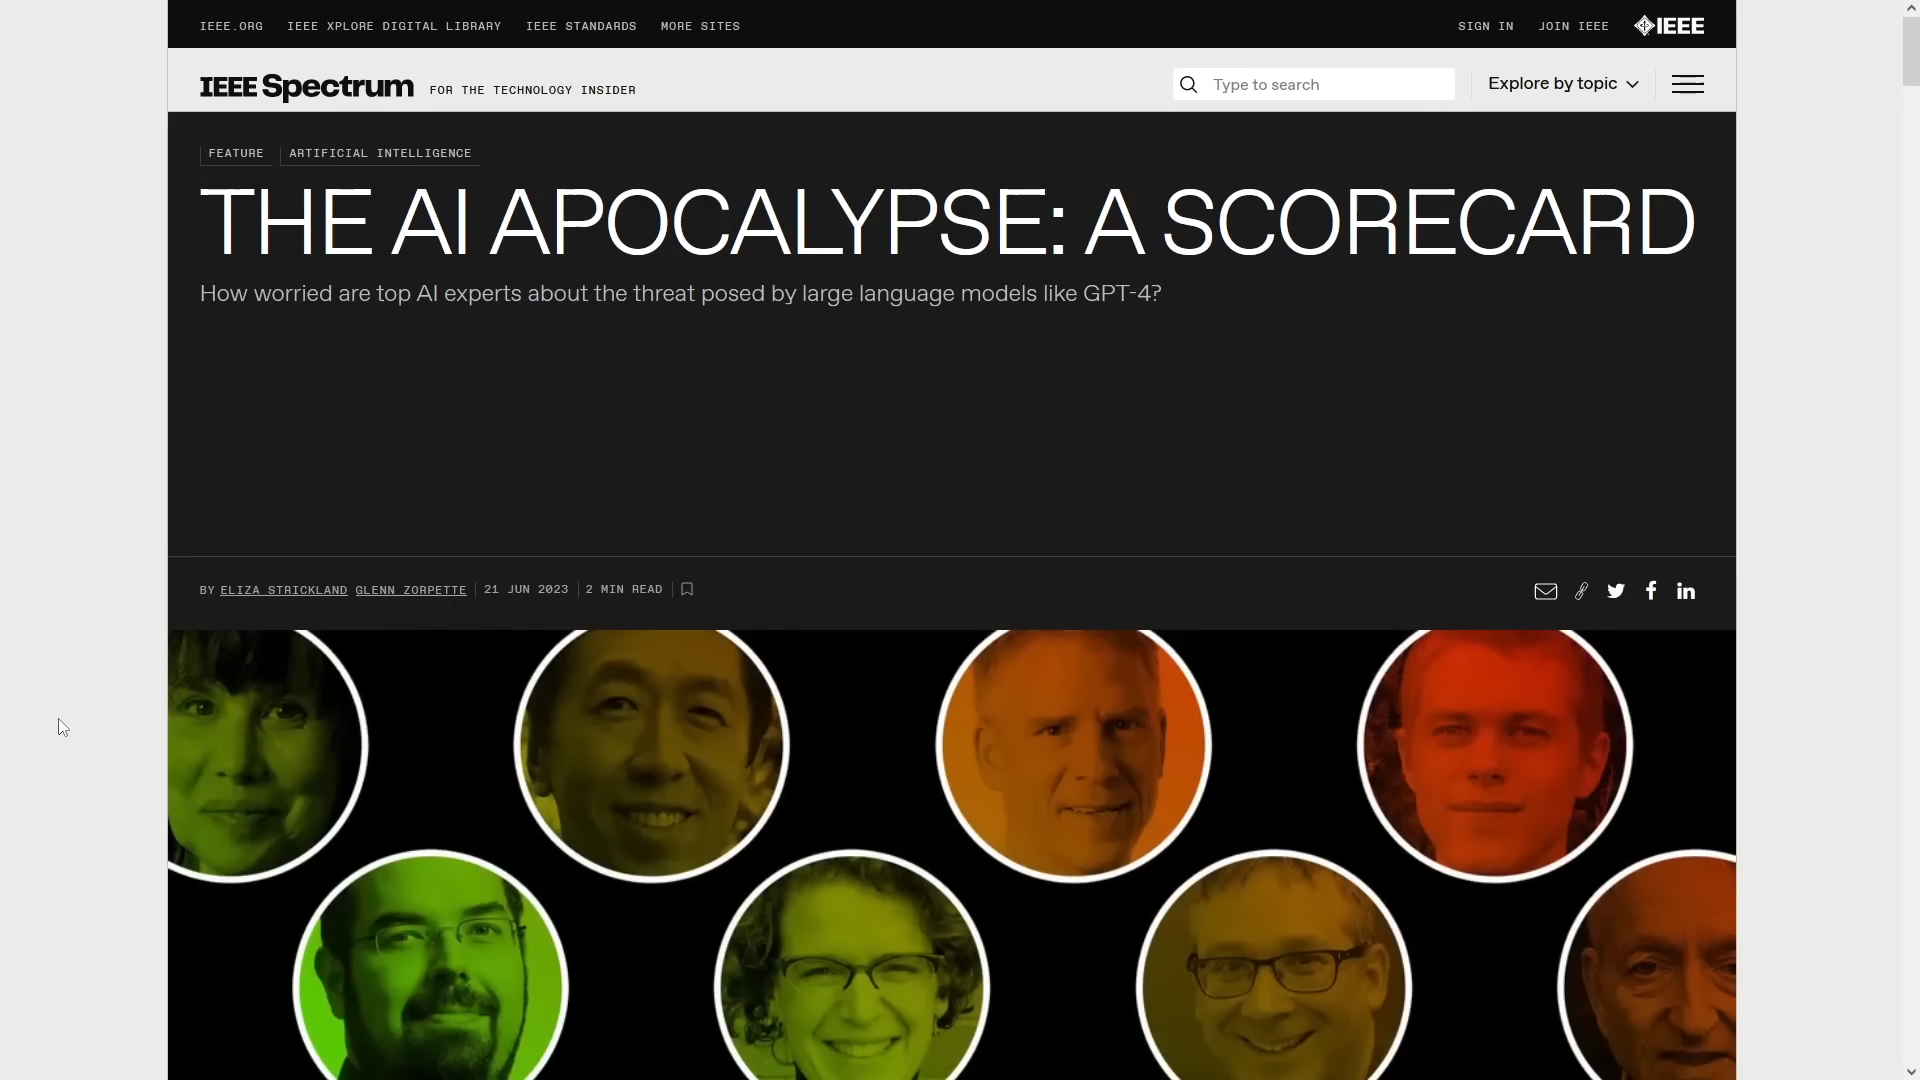 IEEE.ORG IEEE XPLORE DIGITAL LIBRARY IEEE STANDARDS MORE SITES SIGN IN JOIN IEEE IEEE
IEEE Spectrum FOR THE TECHNOLOGY INSIDER Type to search Explore by topic
FEATURE ARTIFICIAL INTELLIGENCE
THE AI APOCALYPSE: A SCORECARD
How worried are top AI experts about the threat posed by large language models like GPT-4?
BY ELIZA STRICKLAND GLENN ZORPETTE 21 JUN 2023 2 MIN READ